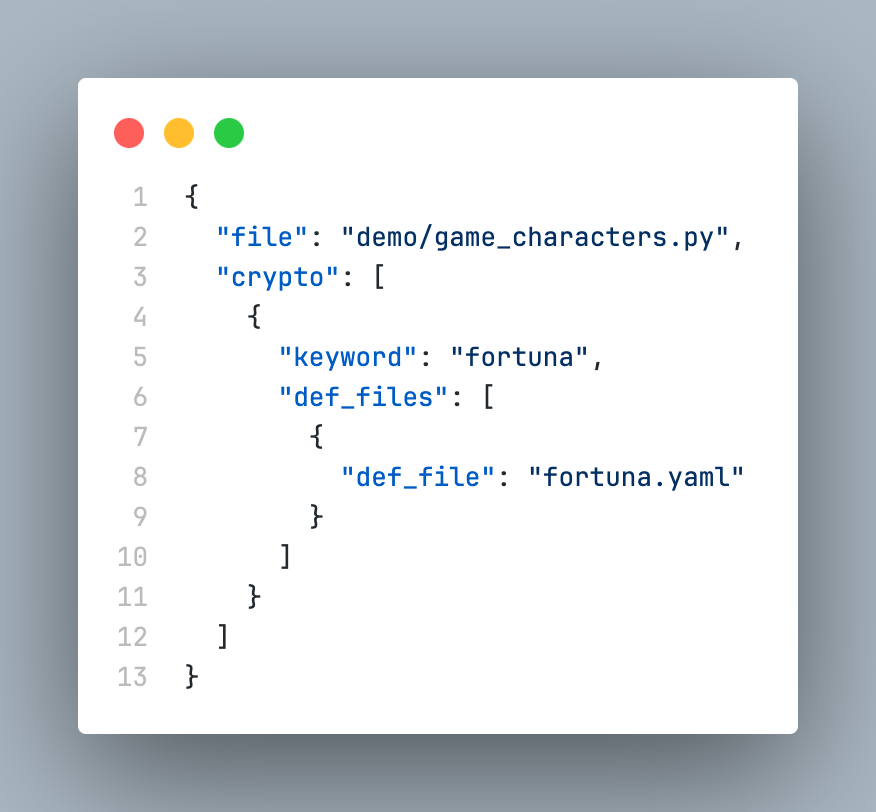 1 {
2 "file": "demo/game_characters.py",
3 "crypto": [
4 {
5 "keyword": "fortuna",
6 "def_files": [
7 {
8 "def_file": "fortuna.yaml"
9 }
10 ]
11 }
12 ]
13 }